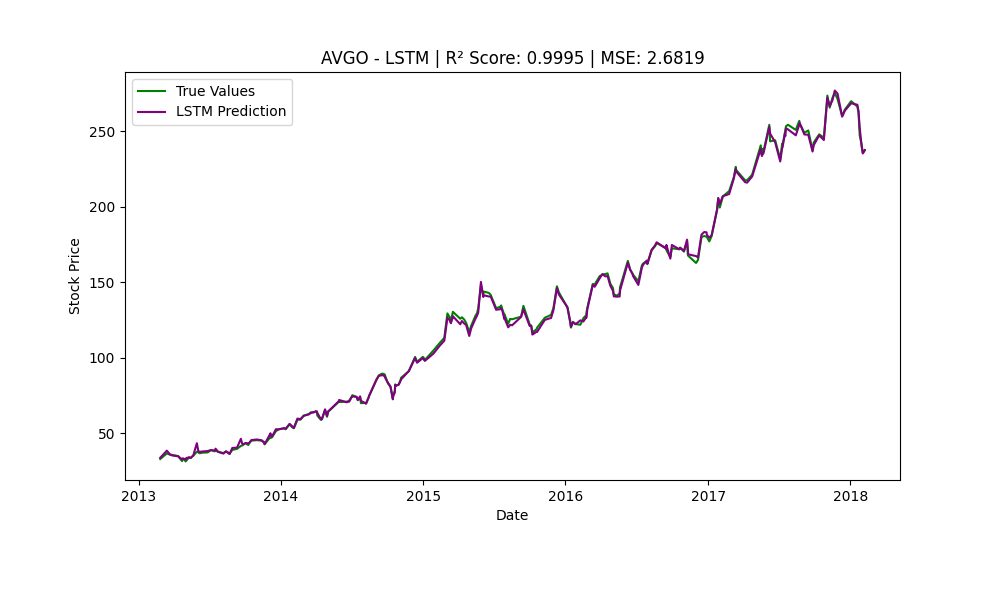 AVGO - LSTM | R² Score: 0.9995 | MSE: 2.6819
True Values
LSTM Prediction
Stock Price
250
200
150
100
50
2013
2014
2015
2016
2017
2018
Date